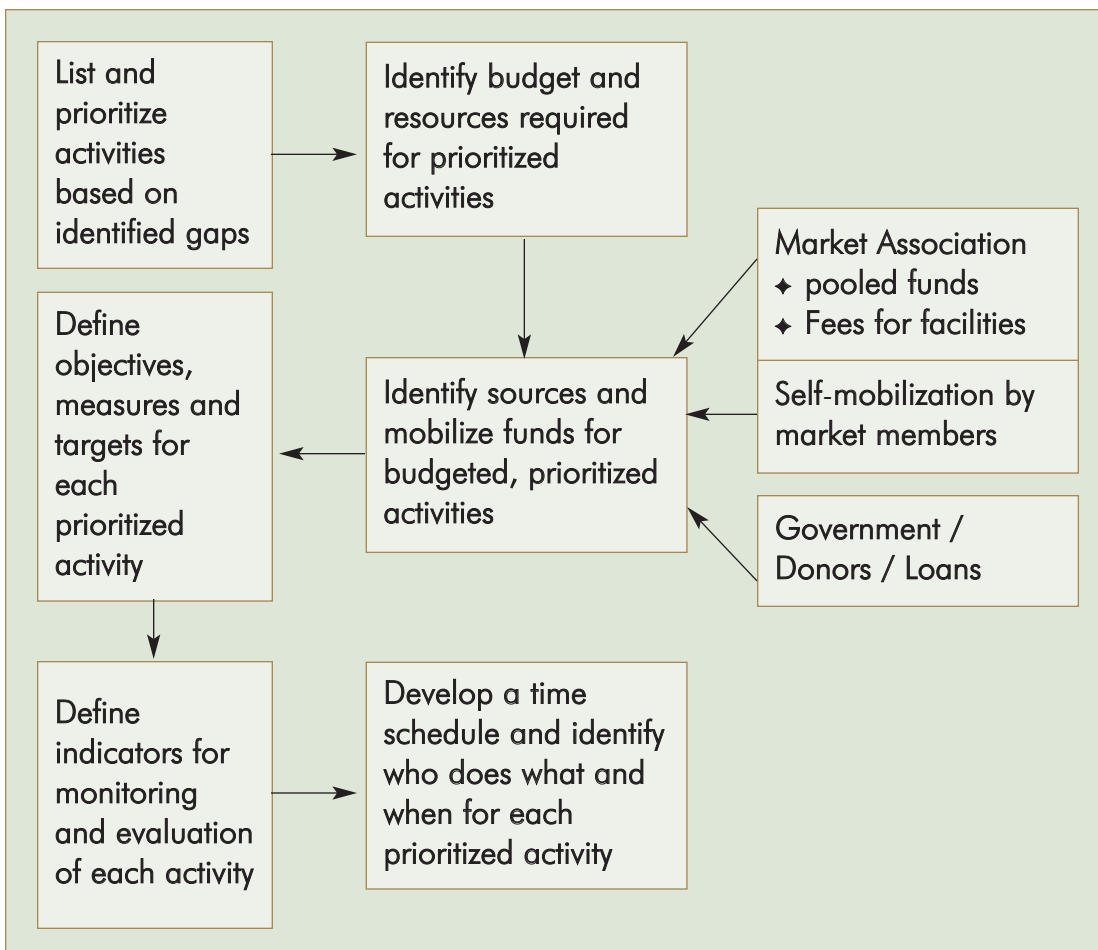 List and
prioritize
activities
based on
identified gaps
Identify budget and
resources required
for prioritized
activities
Market Association
✦ pooled funds
✦ Fees for facilities
Self-mobilization by
market members
Government /
Donors / Loans
Identify sources and
mobilize funds for
budgeted, prioritized
activities
Define
objectives,
measures and
targets for
each
prioritized
activity
Define
indicators for
monitoring
and evaluation
of each activity
Develop a time
schedule and identify
who does what and
when for each
prioritized activity